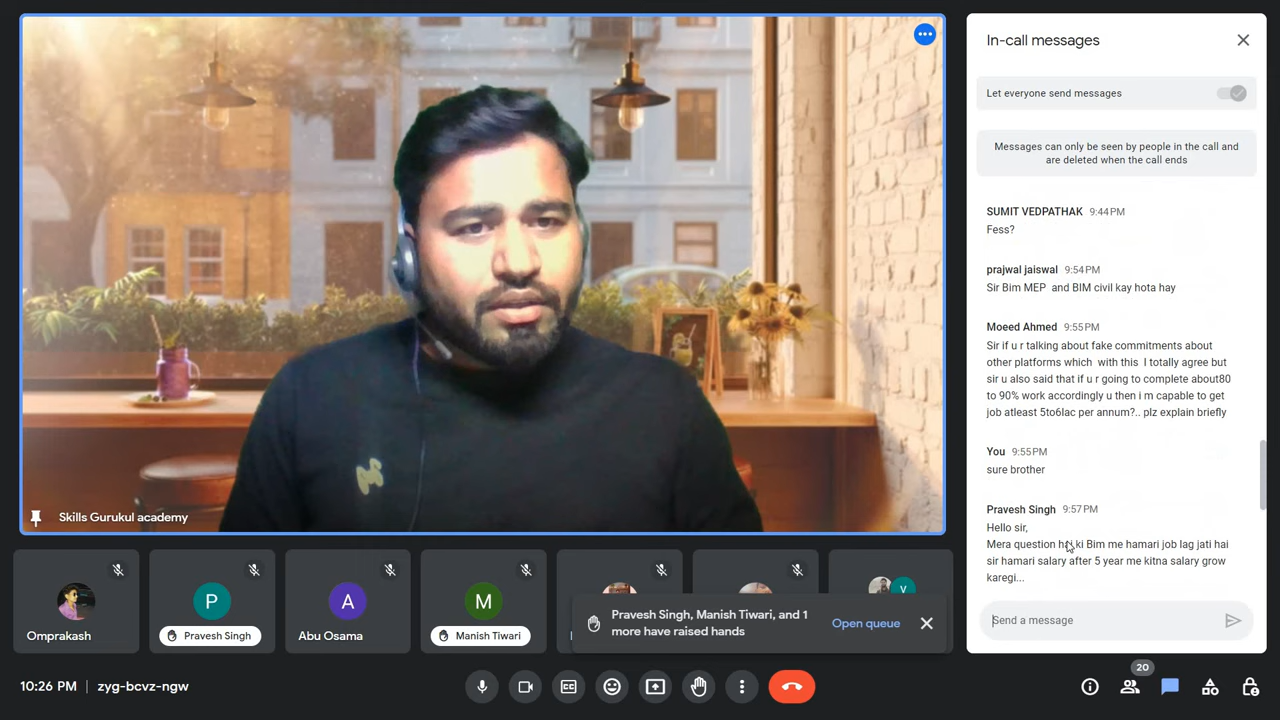 In-call messages
Let everyone send messages
Messages can only be seen by people in the call and
are deleted when the call ends
SUMIT VEDPATHAK 9:44 PM
Fess?
prajwal jaiswal 9:54 PM
Sir Bim MEP and BIM civil kay hota hay
Moeed Ahmed 9:55 PM
Sir if u r talking about fake commitments about
other platforms which with this I totally agree but
sir u also said that if u r going to complete about80
to 90% work accordingly u then i m capable to get
job atleast 5to6lac per annum?.. plz explain briefly
You 9:55 PM
sure brother
Pravesh Singh 9:57 PM
Hello sir,
Mera question hai ki Bim me hamari job lag jati hai
sir hamari salary after 5 year me kitna salary grow
karegi...
Send a message
Skills Gurukul academy
Omprakash
P
Pravesh Singh
A
Abu Osama
M
Manish Tiwari
V
Pravesh Singh, Manish Tiwari, and 1
more have raised hands
Open queue
10:26 PM | zyg-bcvz-ngw
20